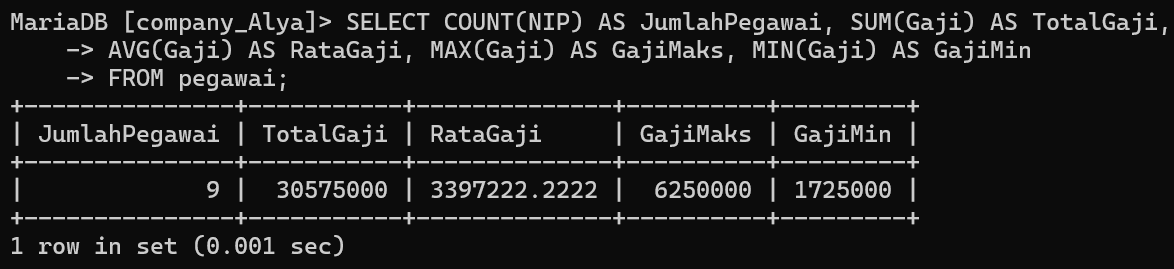 MariaDB [company_Alya]> SELECT COUNT(NIP) AS JumlahPegawai, SUM(Gaji) AS TotalGaji,
    -> AVG(Gaji) AS RataGaji, MAX(Gaji) AS GajiMaks, MIN(Gaji) AS GajiMin
    -> FROM pegawai;
+---------------+-----------+--------------+----------+---------+
| JumlahPegawai | TotalGaji | RataGaji     | GajiMaks | GajiMin |
+---------------+-----------+--------------+----------+---------+
|             9 |  30575000 | 3397222.2222 |  6250000 | 1725000 |
+---------------+-----------+--------------+----------+---------+
1 row in set (0.001 sec)